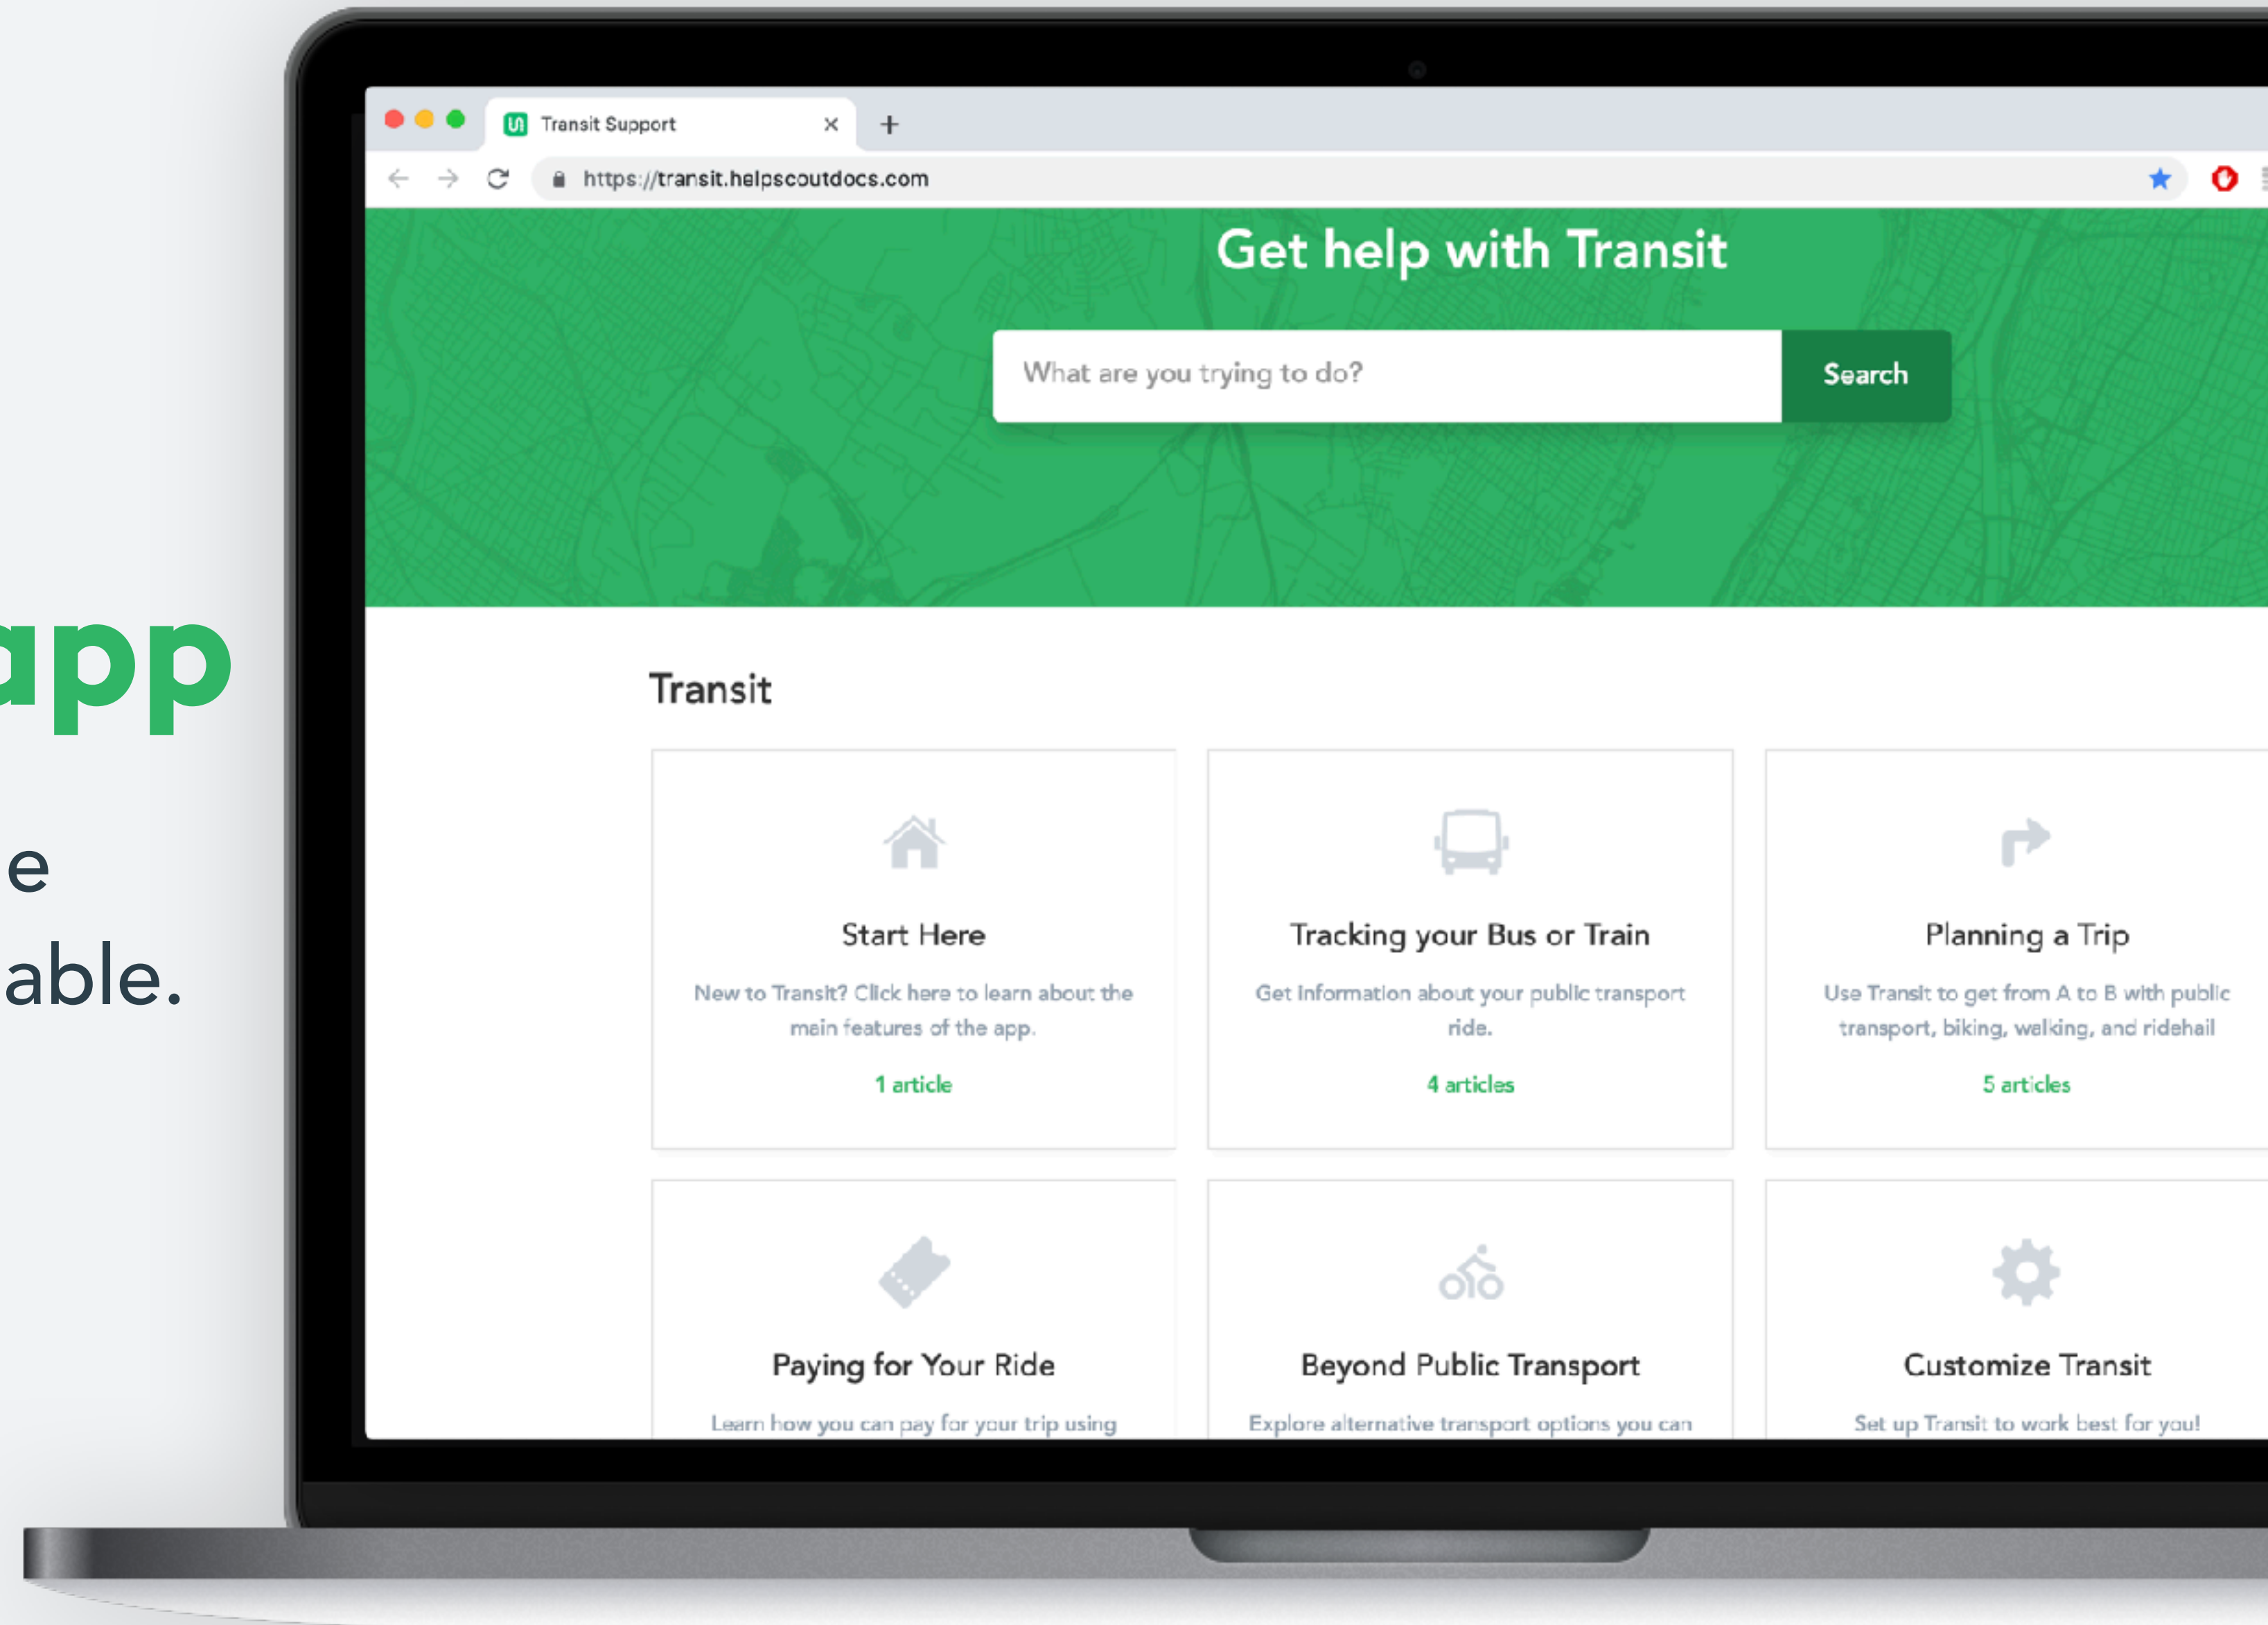 app
e
able.
Transit Support
https://transit.helpscoutdocs.com
Get help with Transit
What are you trying to do?
Search
Transit
Start Here
New to Transit? Click here to learn about the
main features of the app.
1 article
Tracking your Bus or Train
Get information about your public transport
ride.
4 articles
Planning a Trip
Use Transit to get from A to B with public
transport, biking, walking, and ridehail
5 articles
Paying for Your Ride
Learn how you can pay for your trip using
Beyond Public Transport
Explore alternative transport options you can
Customize Transit
Set up Transit to work best for you!